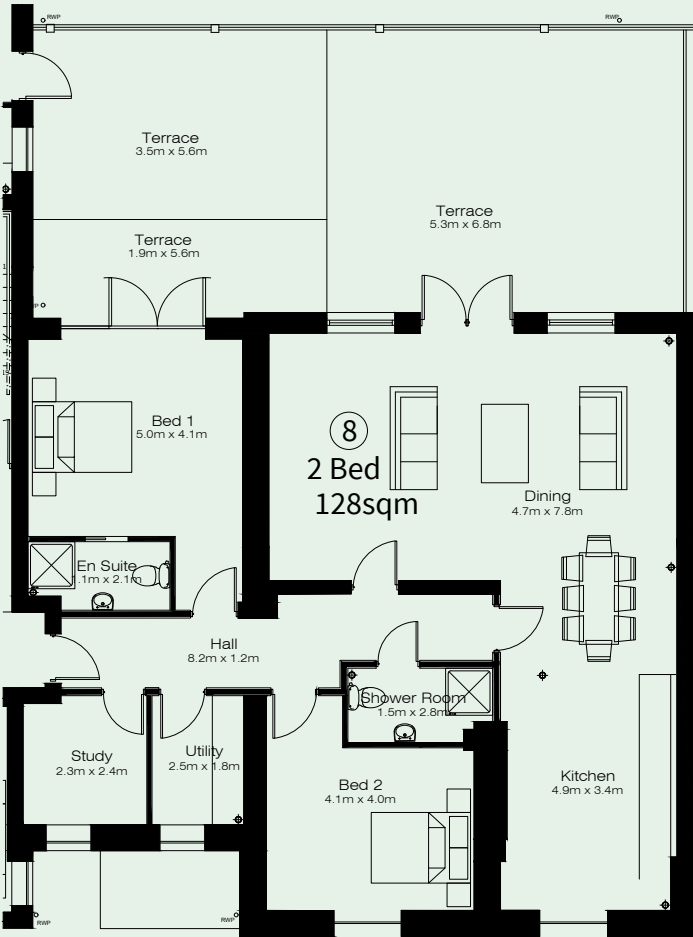 RWP
RWP
Terrace
3.5m x 5.6m
Terrace
5.3m x 6.8m
Terrace
1.9m x 5.6m
Bed 1
5.0m x 4.1m
8
2 Bed
128sqm
Dining
4.7m x 7.8m
En Suite
1.1m x 2.1m
Hall
8.2m x 1.2m
Shower Room
1.5m x 2.8m
Study
2.3m x 2.4m
Utility
2.5m x 1.8m
Bed 2
4.1m x 4.0m
Kitchen
4.9m x 3.4m
RWP
RWP